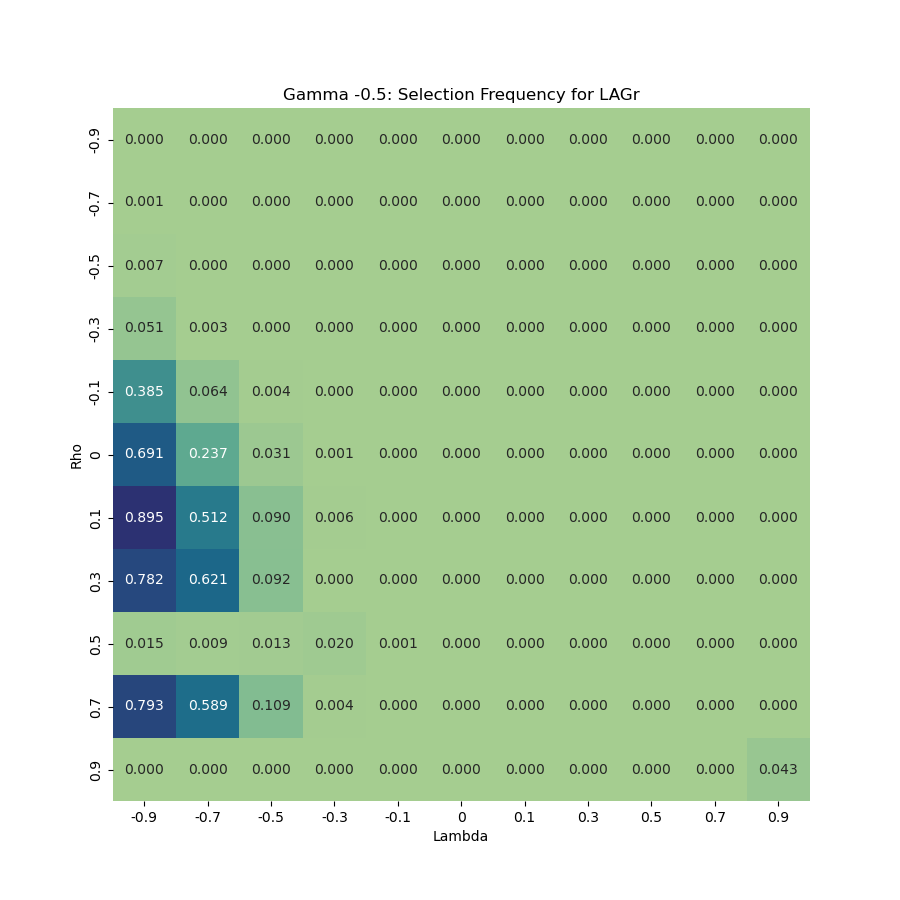 Gamma -0.5: Selection Frequency for LAGr
-0.9 0.000 0.000 0.000 0.000 0.000 0.000 0.000 0.000 0.000 0.000 0.000
-0.7 0.001 0.000 0.000 0.000 0.000 0.000 0.000 0.000 0.000 0.000 0.000
-0.5 0.007 0.000 0.000 0.000 0.000 0.000 0.000 0.000 0.000 0.000 0.000
-0.3 0.051 0.003 0.000 0.000 0.000 0.000 0.000 0.000 0.000 0.000 0.000
-0.1 0.385 0.064 0.004 0.000 0.000 0.000 0.000 0.000 0.000 0.000 0.000
Rho
0 0.691 0.237 0.031 0.001 0.000 0.000 0.000 0.000 0.000 0.000 0.000
0.1 0.895 0.512 0.090 0.006 0.000 0.000 0.000 0.000 0.000 0.000 0.000
0.3 0.782 0.621 0.092 0.000 0.000 0.000 0.000 0.000 0.000 0.000 0.000
0.5 0.015 0.009 0.013 0.020 0.001 0.000 0.000 0.000 0.000 0.000 0.000
0.7 0.793 0.589 0.109 0.004 0.000 0.000 0.000 0.000 0.000 0.000 0.000
0.9 0.000 0.000 0.000 0.000 0.000 0.000 0.000 0.000 0.000 0.000 0.043
-0.9 -0.7 -0.5 -0.3 -0.1 0 0.1 0.3 0.5 0.7 0.9
Lambda